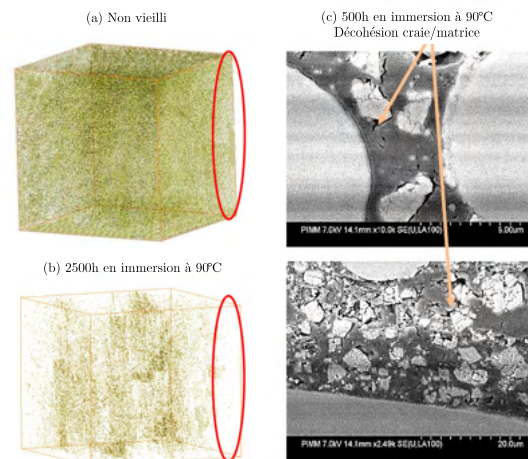 (a) Non vieilli
(c) 500h en immersion à 90°C
Décohésion craie/matrice
PIMM 7.0kV 14.1mm x10.0k SE(U,LA100)
5.00um
(b) 2500h en immersion à 90°C
PIMM 7.0kV 14.1mm x2.49k SE(U,LA100)
20.0um